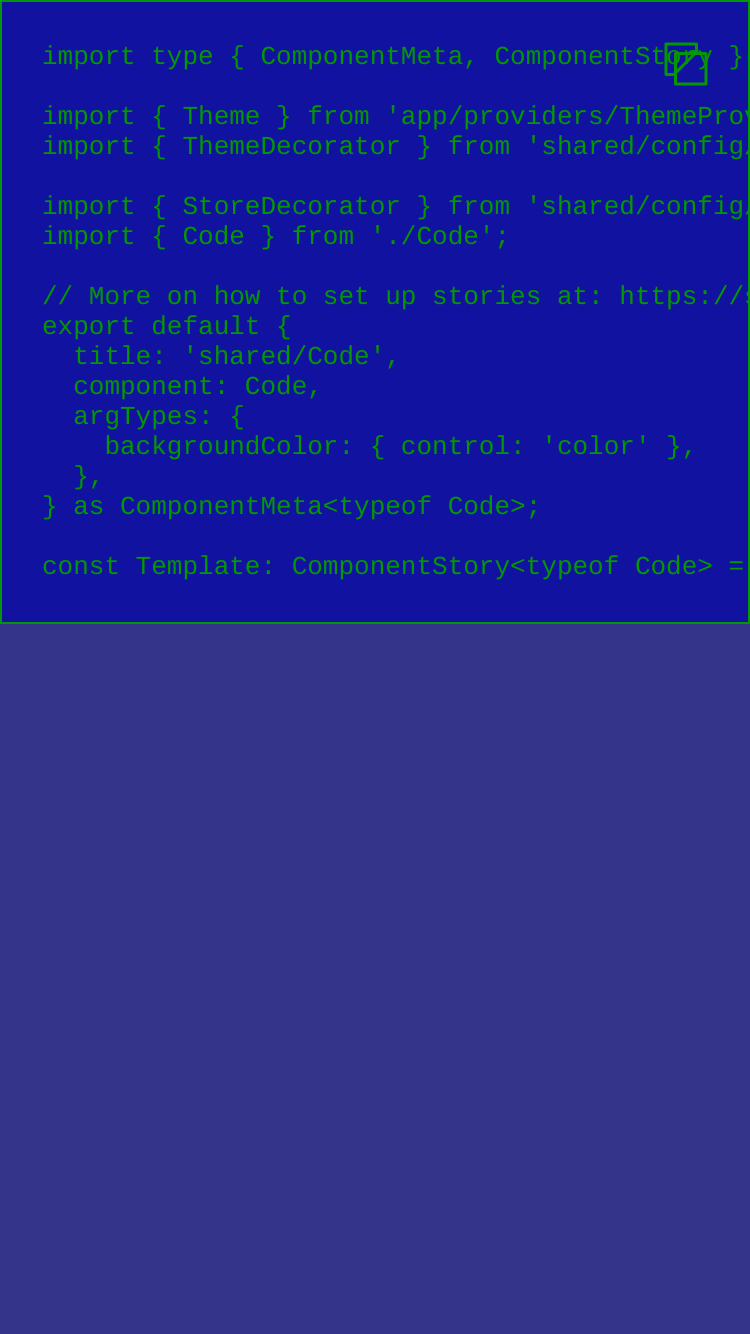 import type { ComponentMeta, ComponentStory }
import { Theme } from 'app/providers/ThemeProv
import { ThemeDecorator } from 'shared/config/
import { StoreDecorator } from 'shared/config/
import { Code } from './Code';
// More on how to set up stories at: https://s
export default {
  title: 'shared/Code',
  component: Code,
  argTypes: {
    backgroundColor: { control: 'color' },
  },
} as ComponentMeta<typeof Code>;
const Template: ComponentStory<typeof Code> =